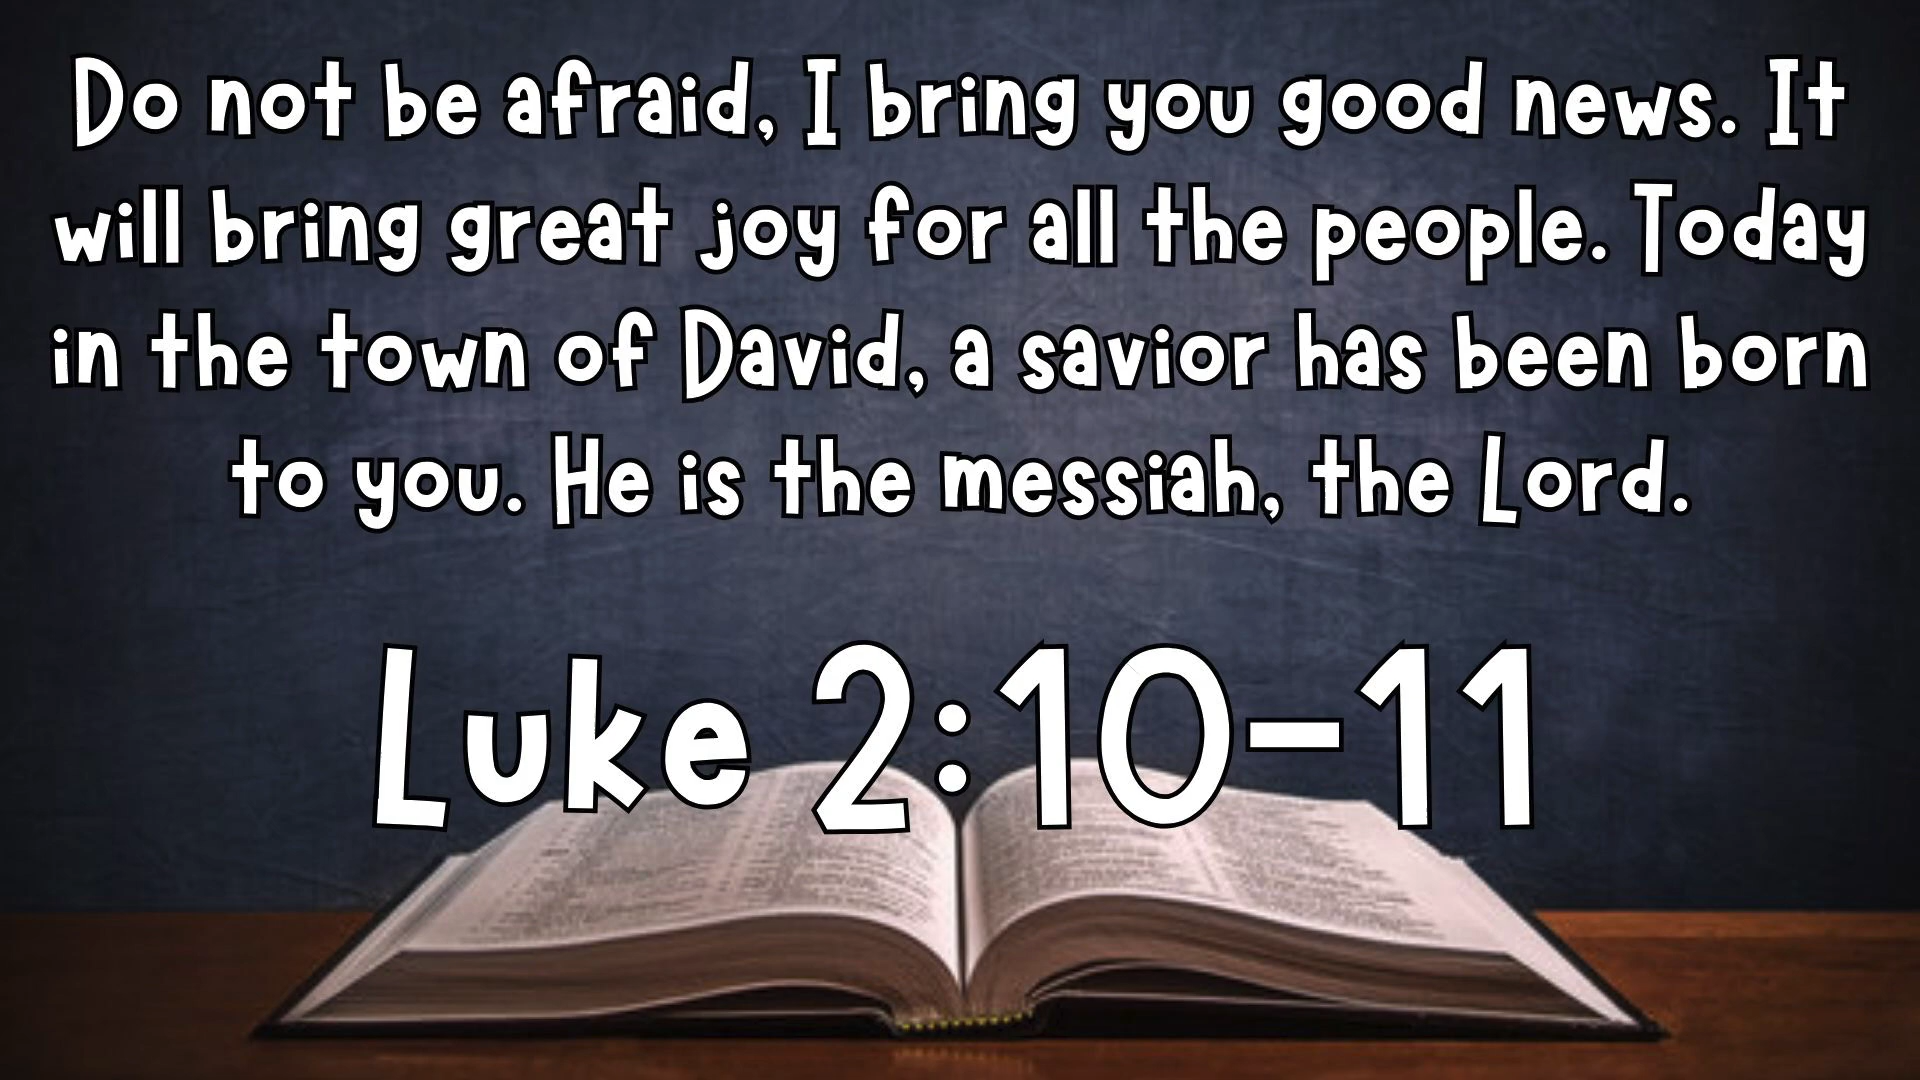 Do not be afraid, I bring you good news. It
will bring great joy for all the people. Today
in the town of David, a savior has been born
to you. He is the messiah, the Lord.
Luke 2:10-11